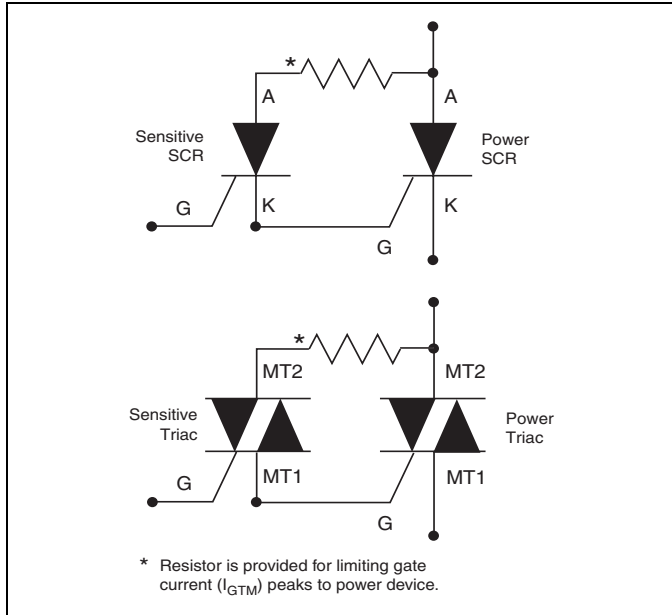 *
A
A
Sensitive
SCR
Power
SCR
G
K
K
G
*
MT2
MT2
Sensitive
Triac
Power
Triac
G
MT1
MT1
G
* Resistor is provided for limiting gate
current (IGTM) peaks to power device.